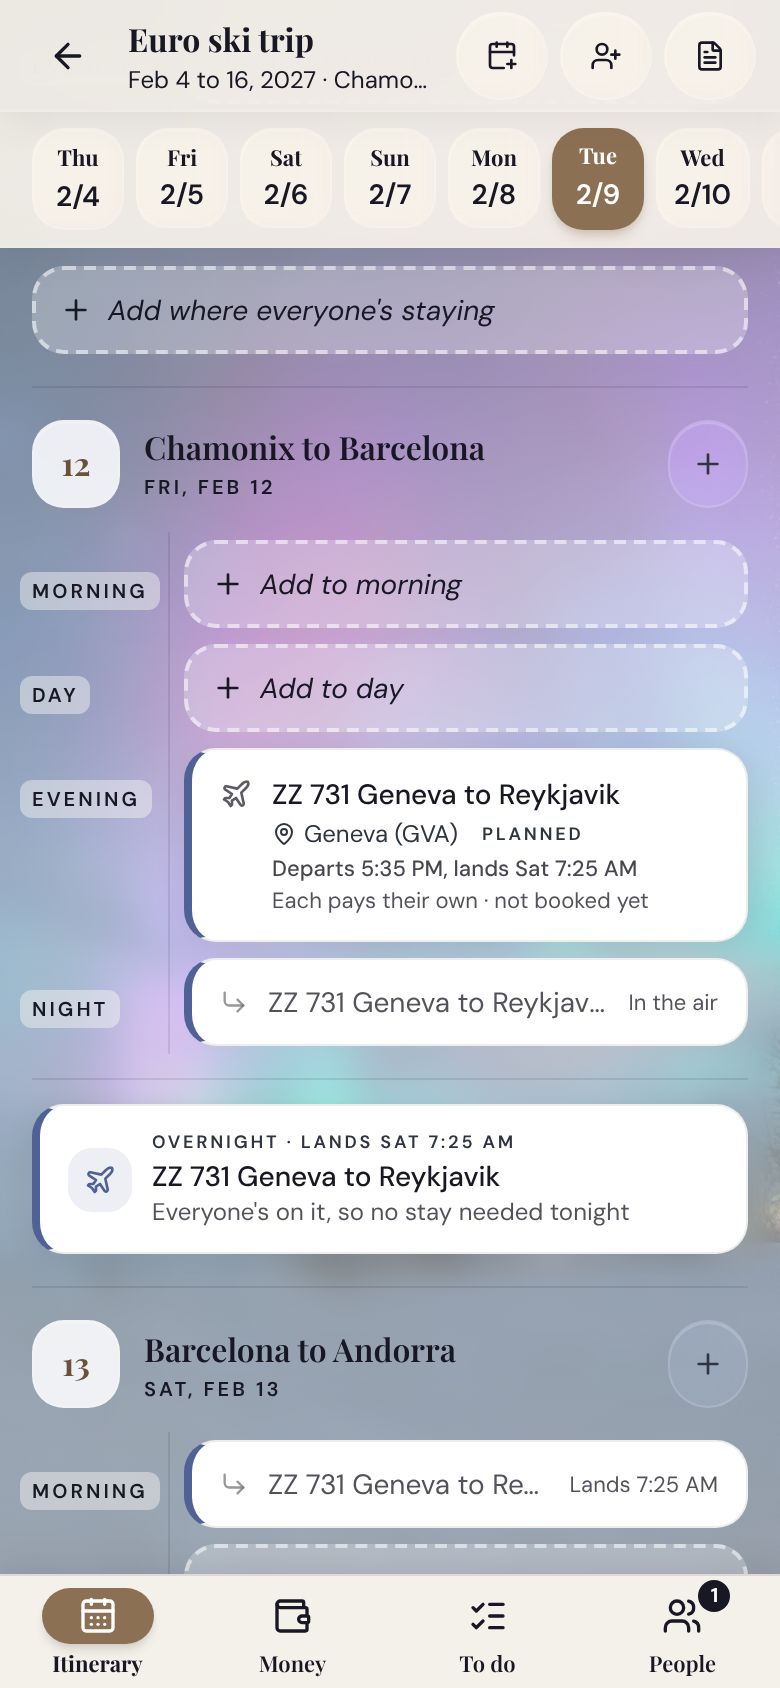 Euro ski trip
Feb 4 to 16, 2027 · Chamo...
Thu
2/4
Fri
2/5
Sat
2/6
Sun
2/7
Mon
2/8
Tue
2/9
Wed
2/10
+ Add where everyone's staying
12
Chamonix to Barcelona
FRI, FEB 12
+
MORNING
+ Add to morning
DAY
+ Add to day
EVENING
ZZ 731 Geneva to Reykjavik
Geneva (GVA) PLANNED
Departs 5:35 PM, lands Sat 7:25 AM
Each pays their own · not booked yet
NIGHT
ZZ 731 Geneva to Reykjav... In the air
OVERNIGHT · LANDS SAT 7:25 AM
ZZ 731 Geneva to Reykjavik
Everyone's on it, so no stay needed tonight
13
Barcelona to Andorra
SAT, FEB 13
+
MORNING
ZZ 731 Geneva to Re... Lands 7:25 AM
1
Itinerary
Money
To do
People